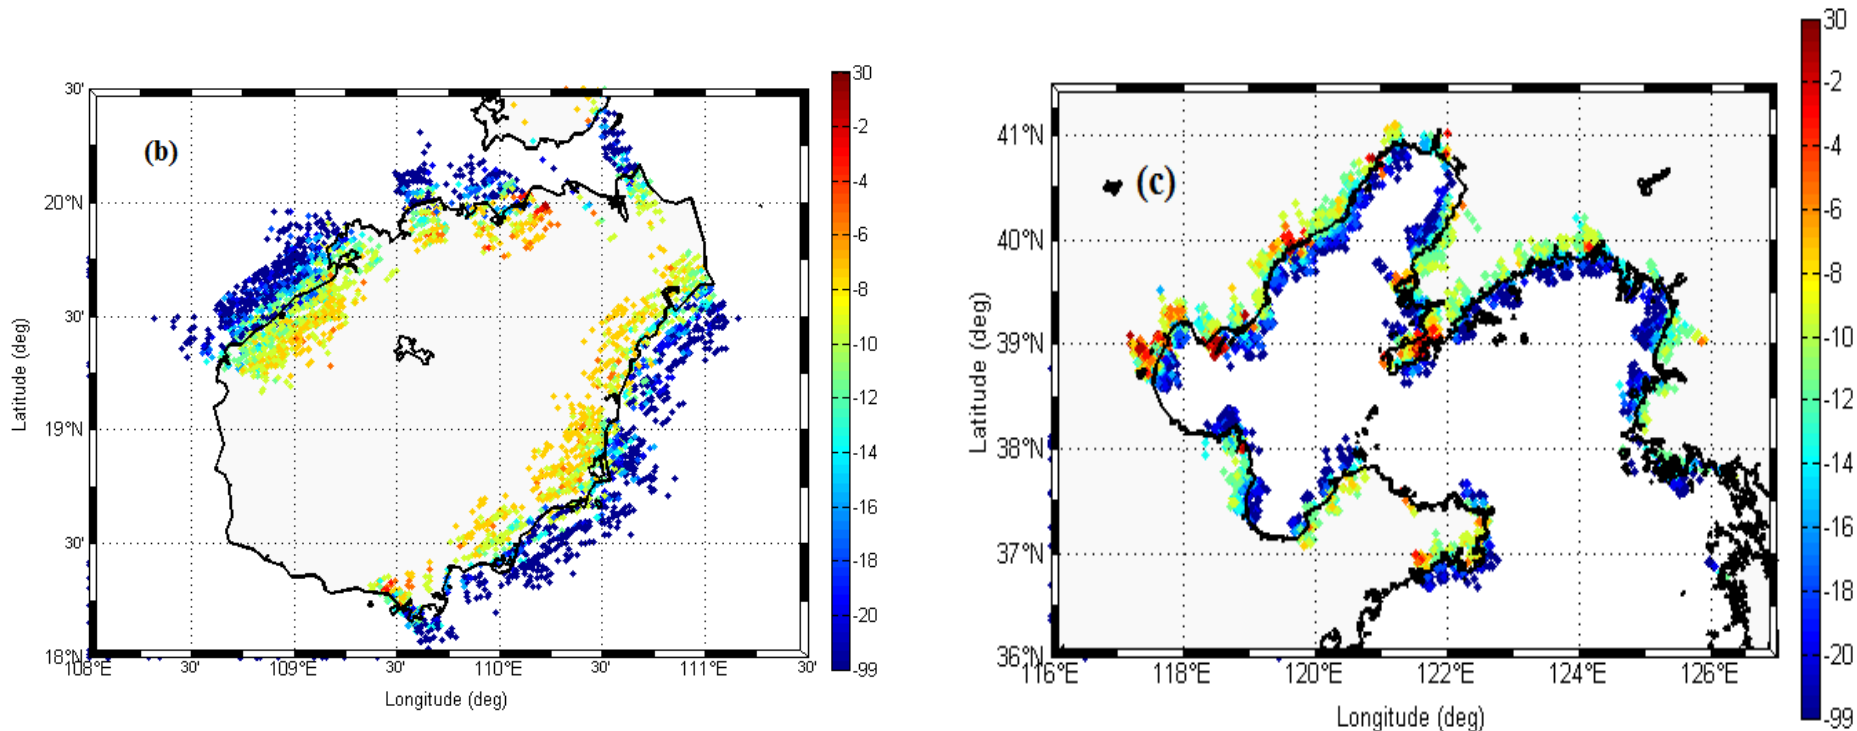 (b)
30'
20°N
30'
19°N
30'
18°N
108°E
30'
109°E
30'
110°E
30'
111°E
30'
Latitude (deg)
Longitude (deg)
30
-2
-4
-6
-8
-10
-12
-14
-16
-18
-20
-99
(c)
41°N
40°N
39°N
38°N
37°N
36°N
116°E
118°E
120°E
122°E
124°E
126°E
Latitude (deg)
Longitude (deg)
30
-2
-4
-6
-8
-10
-12
-14
-16
-18
-20
-99